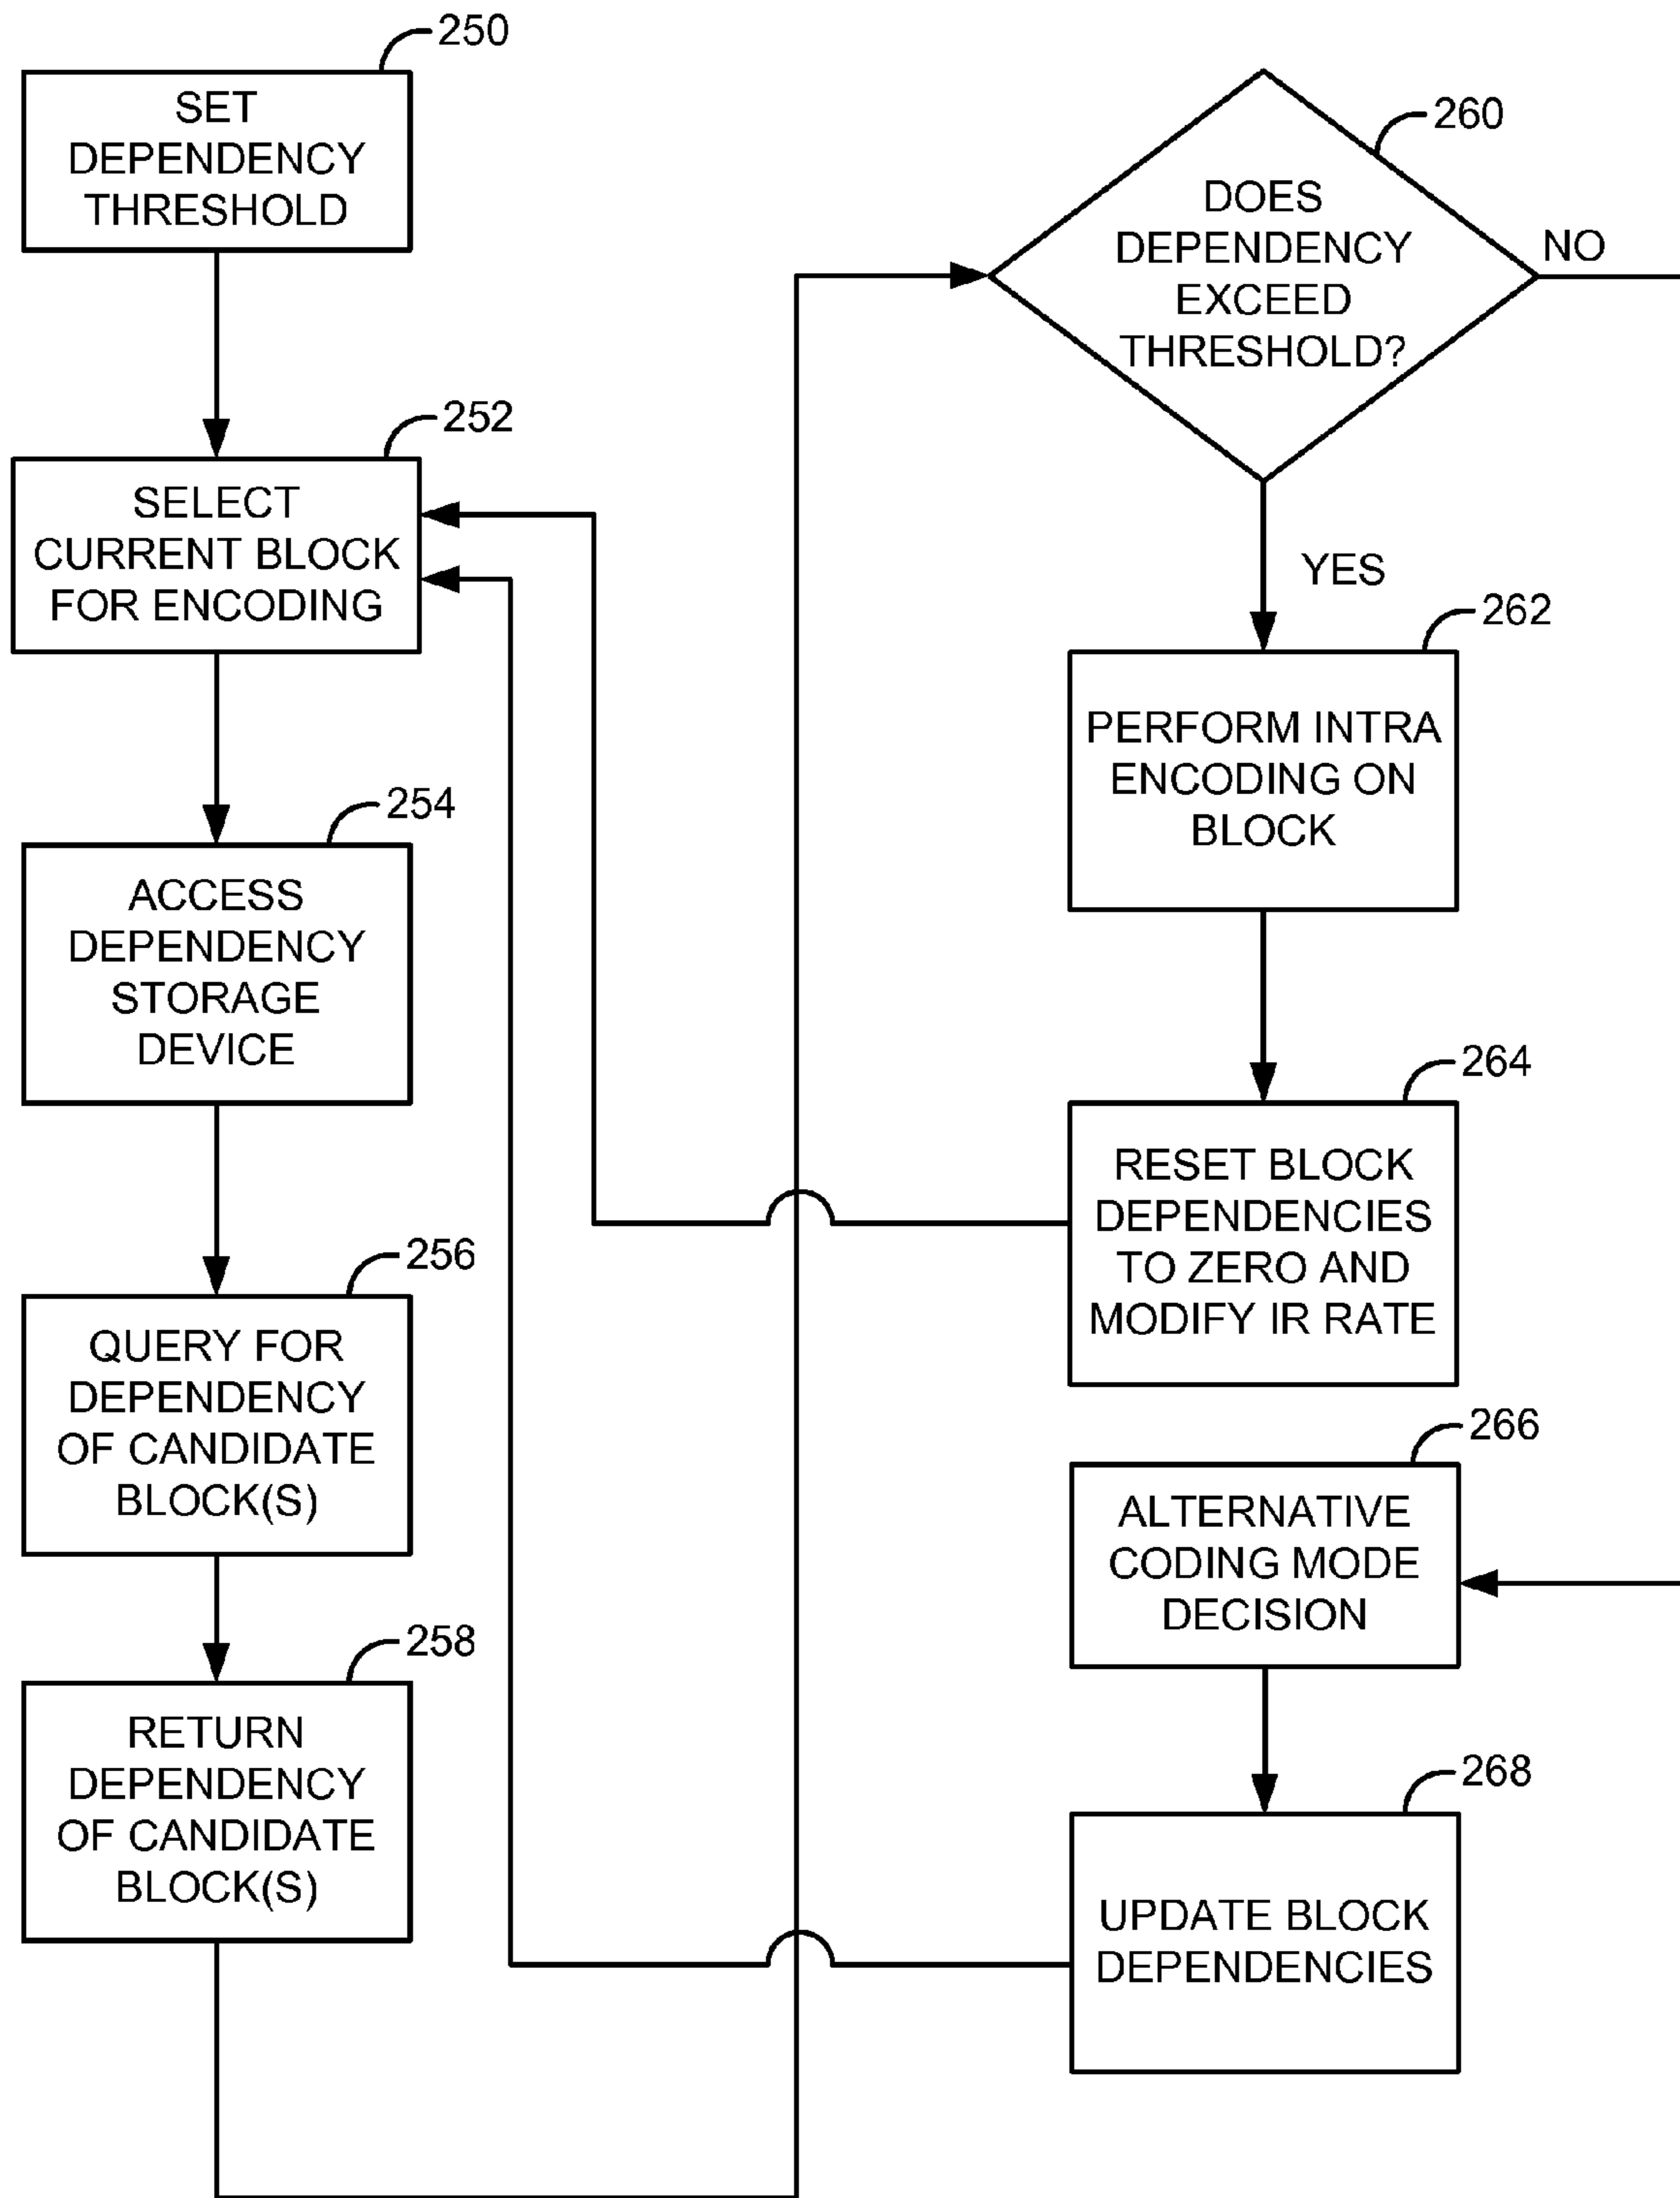 250
SET
DEPENDENCY
THRESHOLD
252
SELECT
CURRENT BLOCK
FOR ENCODING
254
ACCESS
DEPENDENCY
STORAGE
DEVICE
256
QUERY FOR
DEPENDENCY
OF CANDIDATE
BLOCK(S)
258
RETURN
DEPENDENCY
OF CANDIDATE
BLOCK(S)
260
DOES
DEPENDENCY
EXCEED
THRESHOLD?
NO
YES
262
PERFORM INTRA
ENCODING ON
BLOCK
264
RESET BLOCK
DEPENDENCIES
TO ZERO AND
MODIFY IR RATE
266
ALTERNATIVE
CODING MODE
DECISION
268
UPDATE BLOCK
DEPENDENCIES